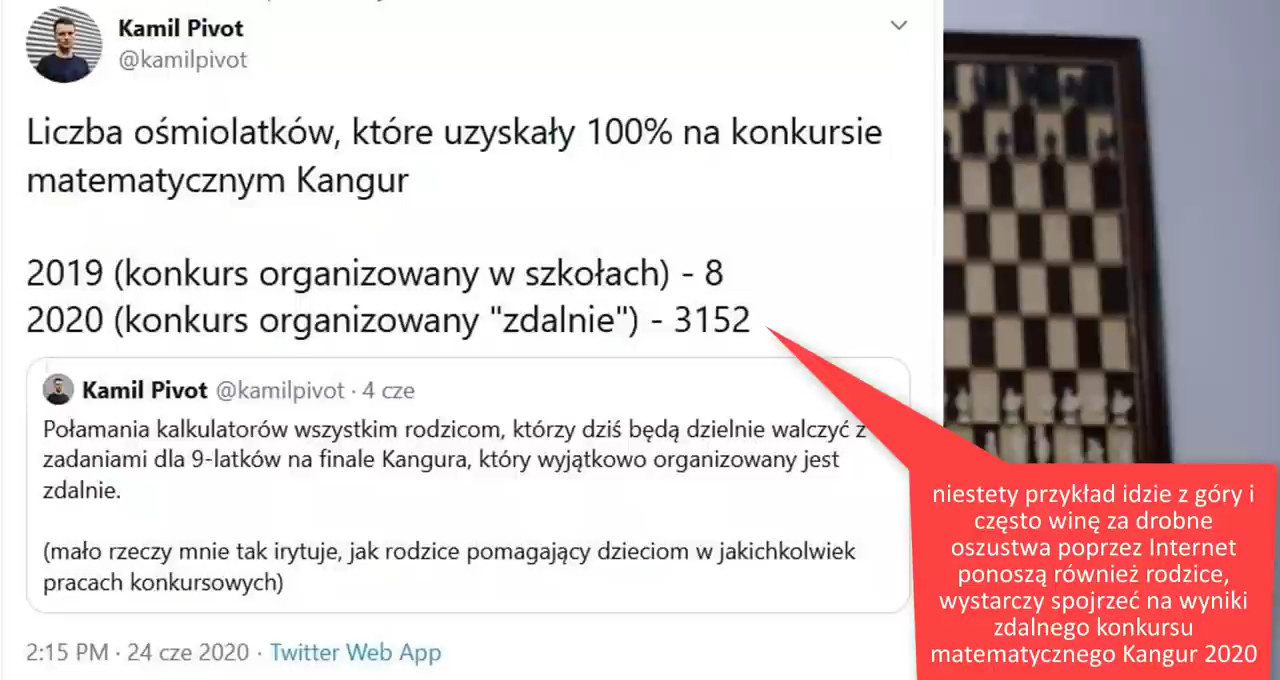 Kamil Pivot
@kamilpivot
Liczba ośmiolatków, które uzyskały 100% na konkursie
matematycznym Kangur
2019 (konkurs organizowany w szkołach) - 8
2020 (konkurs organizowany "zdalnie") - 3152
Kamil Pivot @kamilpivot · 4 cze
Połamania kalkulatorów wszystkim rodzicom, którzy dziś będą dzielnie walczyć z
zadaniami dla 9-latków na finale Kangura, który wyjątkowo organizowany jest
zdalnie.
(mało rzeczy mnie tak irytuje, jak rodzice pomagający dzieciom w jakichkolwiek
pracach konkursowych)
2:15 PM · 24 cze 2020 · Twitter Web App
niestety przykład idzie z góry i
często winę za drobne
oszustwa poprzez Internet
ponoszą również rodzice,
wystarczy spojrzeć na wyniki
zdalnego konkursu
matematycznego Kangur 2020